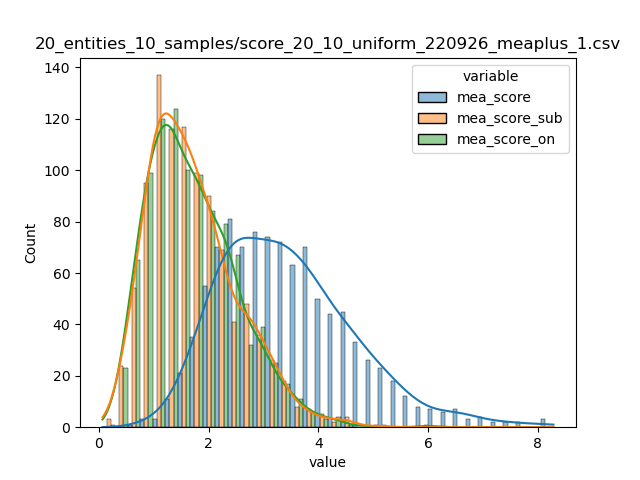 20_entities_10_samples/score_20_10_uniform_220926_meaplus_1.csv
variable
mea_score
mea_score_sub
mea_score_on
Count
140
120
100
80
60
40
20
0
0 2 4 6 8
value